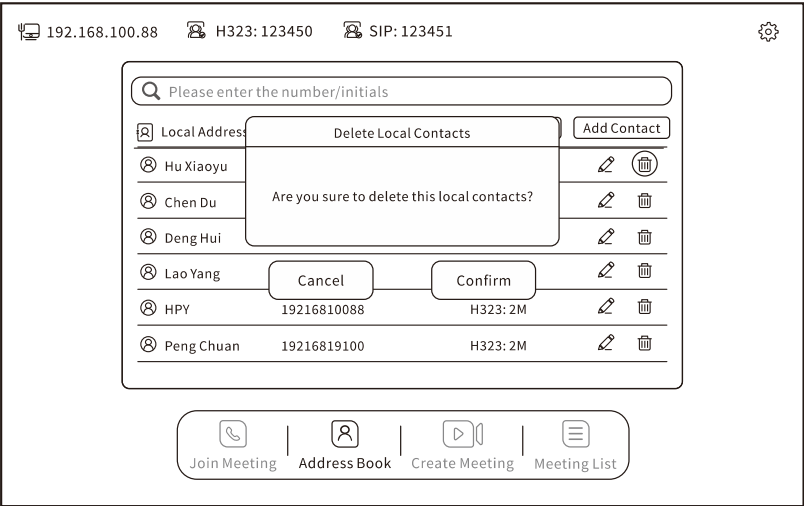 192.168.100.88 H323: 123450 SIP: 123451
Please enter the number/initials
Local Address Add Contact
Delete Local Contacts
Hu Xiaoyu
Are you sure to delete this local contacts?
Chen Du
Deng Hui
Lao Yang
Cancel Confirm
HPY 19216810088 H323: 2M
Peng Chuan 19216819100 H323: 2M
Join Meeting Address Book Create Meeting Meeting List